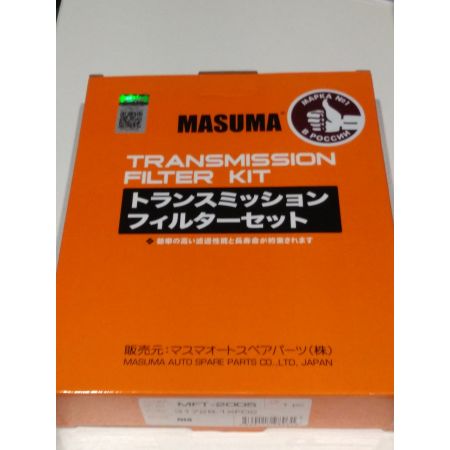 MASUMA
МАРКА №1
В РОССИИ
TRANSMISSION
FILTER KIT
トランスミッション
フィルターセット
販売元:マスマオートスペアパーツ(株)
MASUMA AUTO SPARE PARTS CO.,LTD, JAPAN
MFT-2005